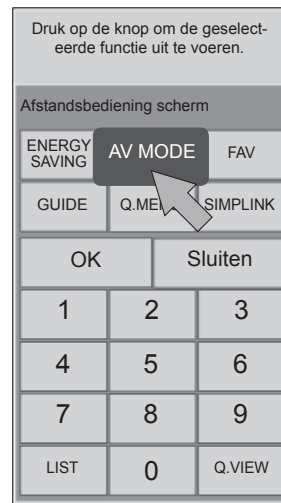 Druk op de knop om de geselect-
eerde functie uit te voeren.
Afstandsbediening scherm
ENERGY
SAVING
AV MODE
FAV
GUIDE
SIMPLINK
OK
Sluiten
1
2
3
4
5
6
7
8
9
LIST
0
Q.VIEW